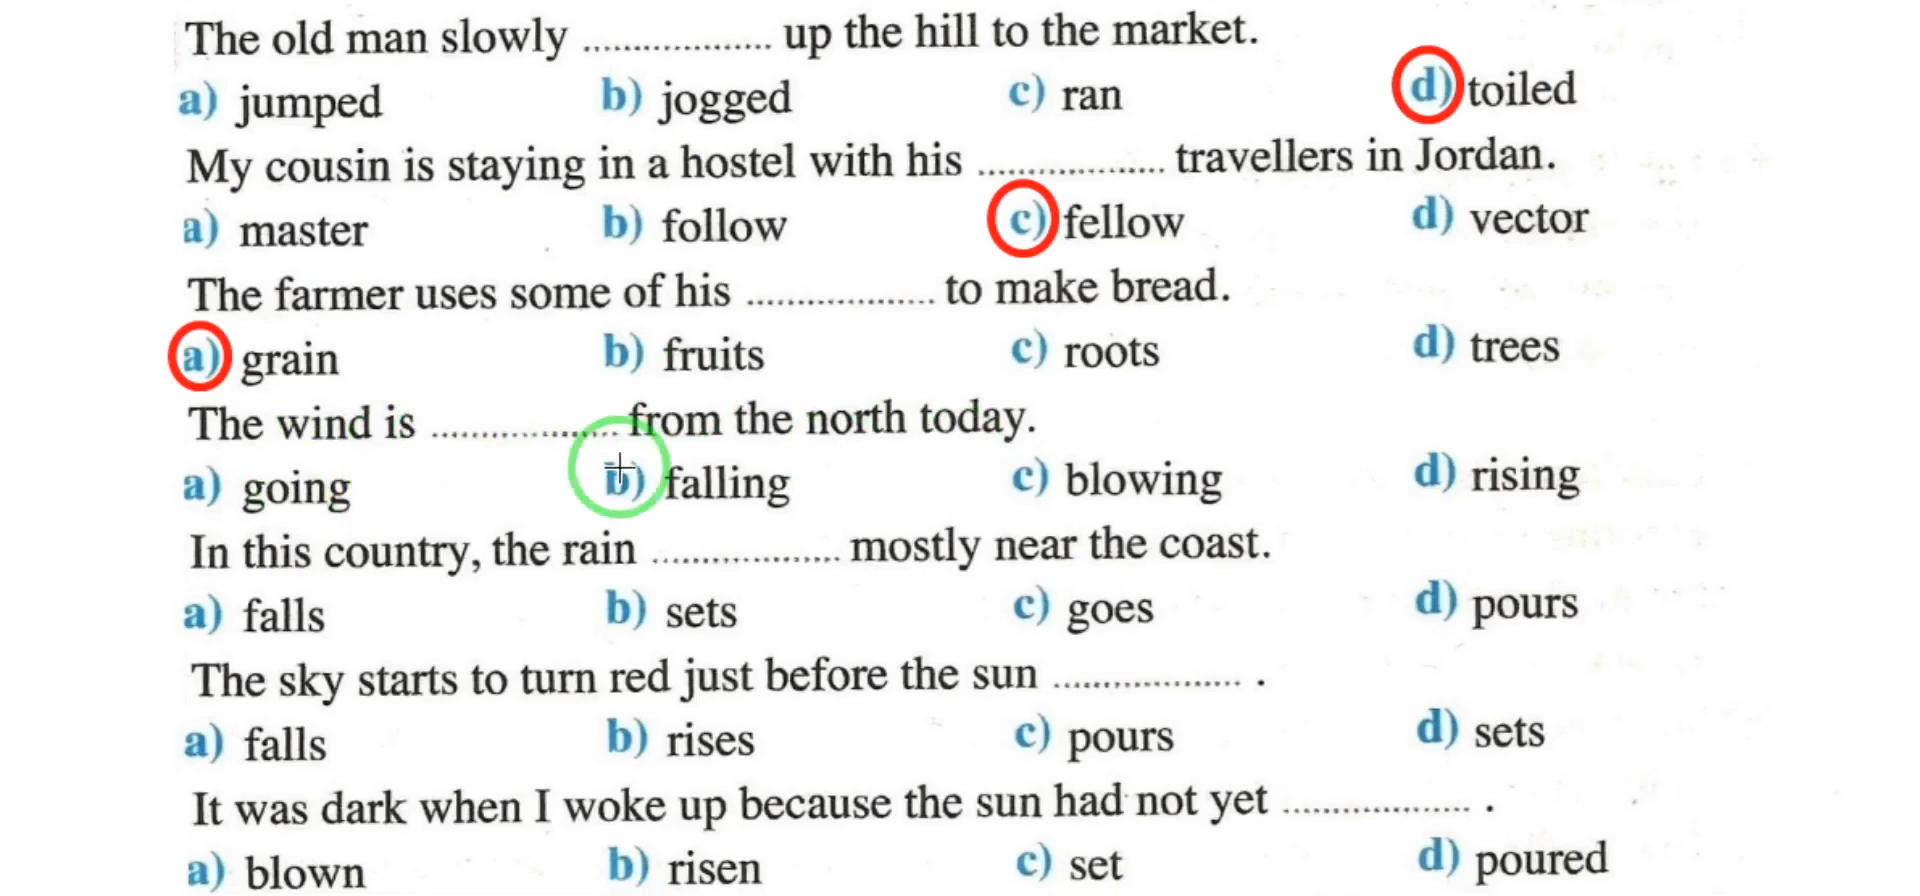 The old man slowly ................... up the hill to the market.
a) jumped b) jogged c) ran d) toiled
My cousin is staying in a hostel with his ................... travellers in Jordan.
a) master b) follow c) fellow d) vector
The farmer uses some of his ................... to make bread.
a) grain b) fruits c) roots d) trees
The wind is ................... from the north today.
a) going b) falling c) blowing d) rising
In this country, the rain ................... mostly near the coast.
a) falls b) sets c) goes d) pours
The sky starts to turn red just before the sun ................... .
a) falls b) rises c) pours d) sets
It was dark when I woke up because the sun had not yet ................... .
a) blown b) risen c) set d) poured